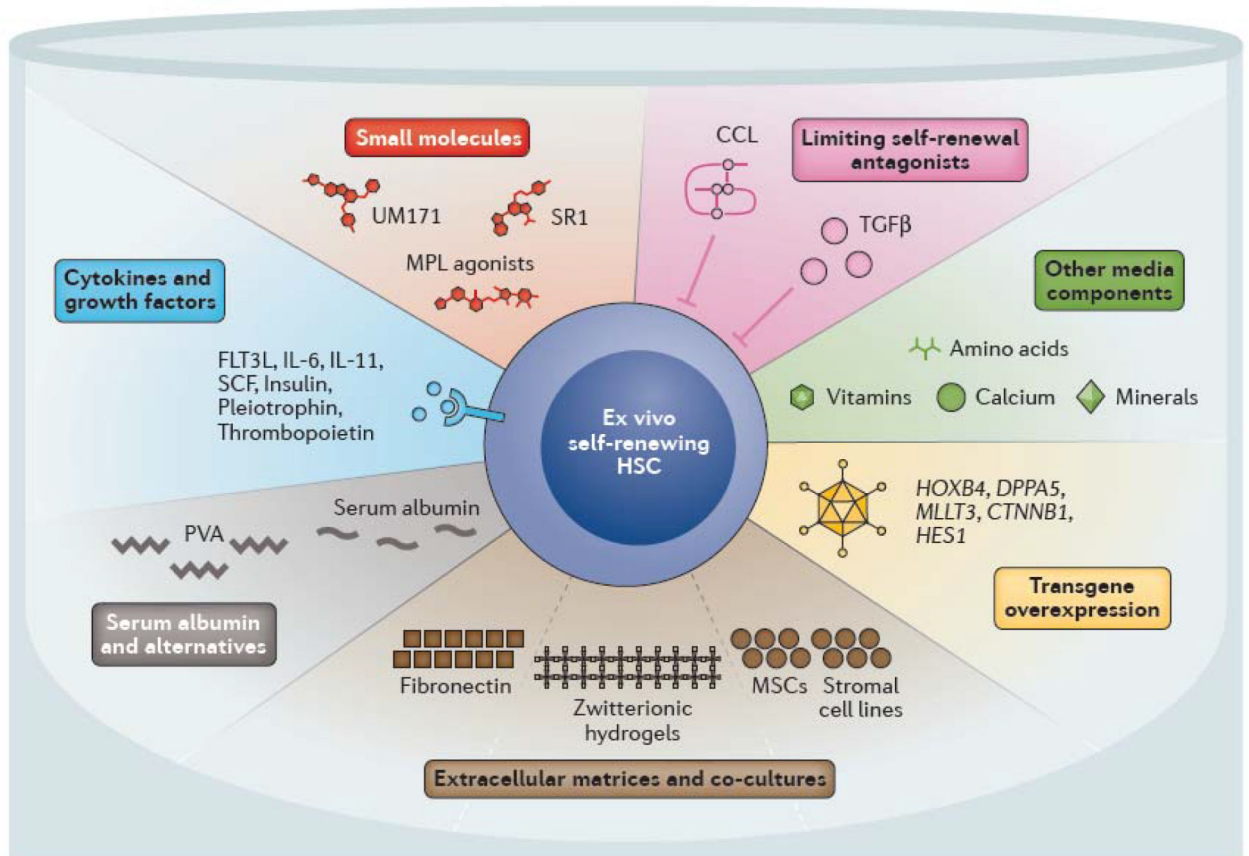 Small molecules
UM171
SR1
MPL agonists
CCL
Limiting self-renewal
antagonists
TGFβ
Cytokines and
growth factors
FLT3L, IL-6, IL-11,
SCF, Insulin,
Pleiotrophin,
Thrombopoietin
Other media
components
Amino acids
Vitamins
Calcium
Minerals
Ex vivo
self-renewing
HSC
Serum albumin
PVA
Serum albumin
and alternatives
HOXB4, DPPA5,
MLLT3, CTNNB1,
HES1
Transgene
overexpression
Fibronectin
Zwitterionic
hydrogels
MSCs
Stromal
cell lines
Extracellular matrices and co-cultures